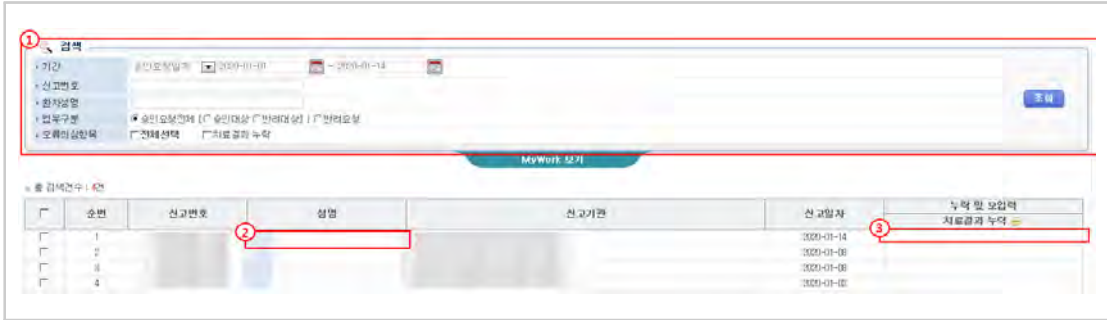 ① 검색
기간 승인요청일자 2020-01-01 ~ 2020-01-14
신고번호
환자성명
업무구분 승인요청전체 [ 승인대상 반려대상] | 반려요청
오류의심항목 전체선택 치료결과 누락
조회
MyWork 보기
총 검색건수 : 4건
순번 신고번호 성명 신고기관 신고일자 누락 및 오입력
치료결과 누락
② ③
1 2020-01-14
2 2020-01-08
3 2020-01-08
4 2020-01-02